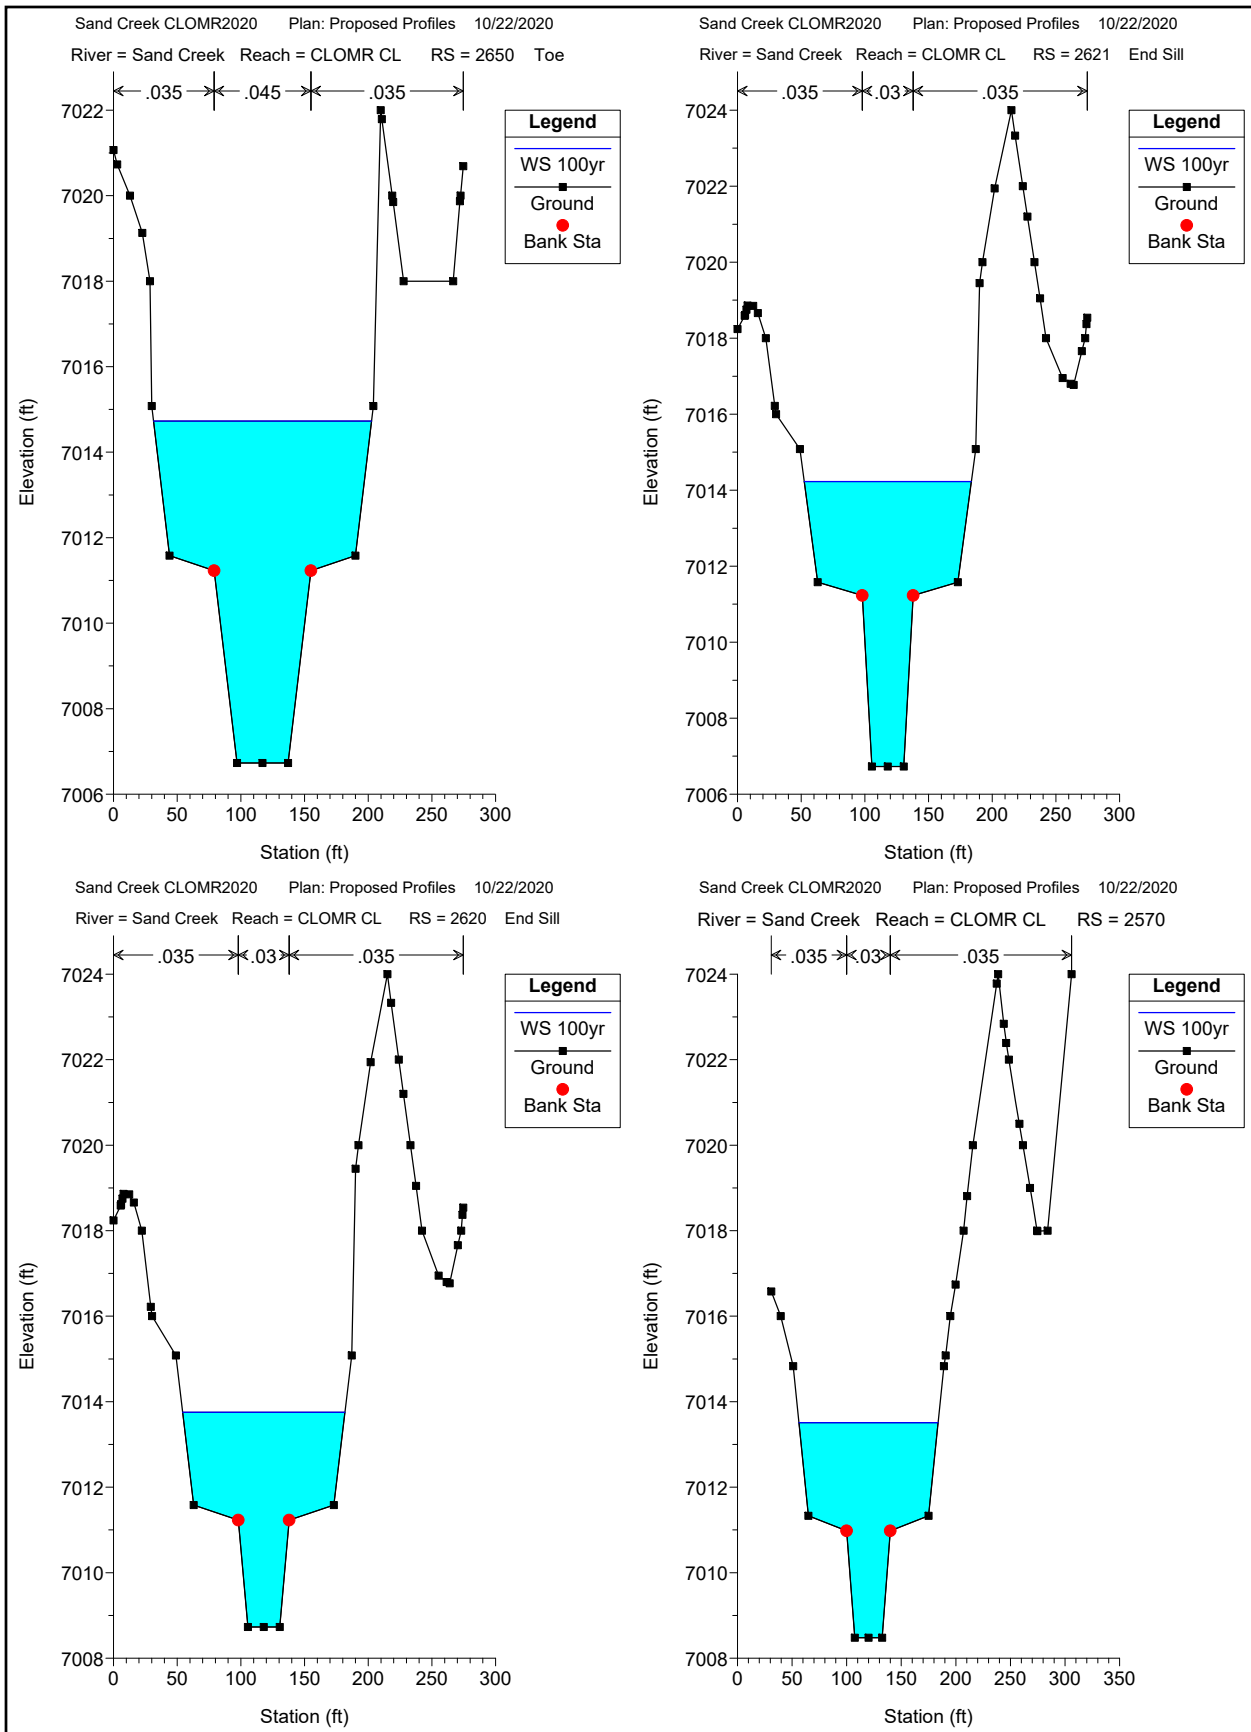 Sand Creek CLOMR2020 Plan: Proposed Profiles 10/22/2020
River = Sand Creek Reach = CLOMR CL RS = 2650 Toe
.035 .045 .035
7022
7020
7018
7016
7014
7012
7010
7008
7006
Elevation (ft)
0 50 100 150 200 250 300
Station (ft)
Legend
WS 100yr
Ground
Bank Sta
Sand Creek CLOMR2020 Plan: Proposed Profiles 10/22/2020
River = Sand Creek Reach = CLOMR CL RS = 2621 End Sill
.035 .03 .035
7024
7022
7020
7018
7016
7014
7012
7010
7008
7006
Elevation (ft)
0 50 100 150 200 250 300
Station (ft)
Legend
WS 100yr
Ground
Bank Sta
Sand Creek CLOMR2020 Plan: Proposed Profiles 10/22/2020
River = Sand Creek Reach = CLOMR CL RS = 2620 End Sill
.035 .03 .035
7024
7022
7020
7018
7016
7014
7012
7010
7008
Elevation (ft)
0 50 100 150 200 250 300
Station (ft)
Legend
WS 100yr
Ground
Bank Sta
Sand Creek CLOMR2020 Plan: Proposed Profiles 10/22/2020
River = Sand Creek Reach = CLOMR CL RS = 2570
.035 .03 .035
7024
7022
7020
7018
7016
7014
7012
7010
7008
Elevation (ft)
0 50 100 150 200 250 300 350
Station (ft)
Legend
WS 100yr
Ground
Bank Sta